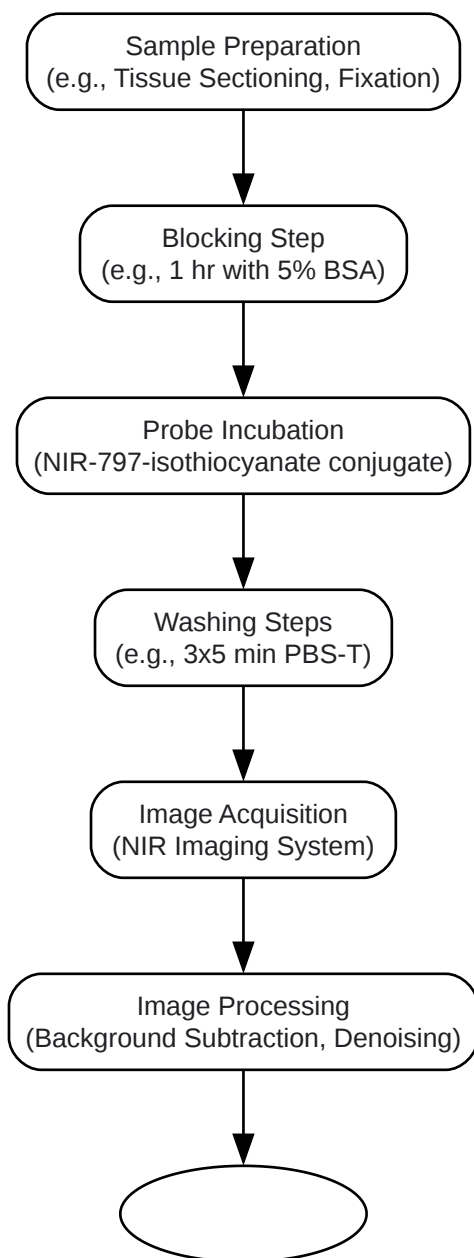 Sample Preparation
(e.g., Tissue Sectioning, Fixation)
Blocking Step
(e.g., 1 hr with 5% BSA)
Probe Incubation
(NIR-797-isothiocyanate conjugate)
Washing Steps
(e.g., 3x5 min PBS-T)
Image Acquisition
(NIR Imaging System)
Image Processing
(Background Subtraction, Denoising)